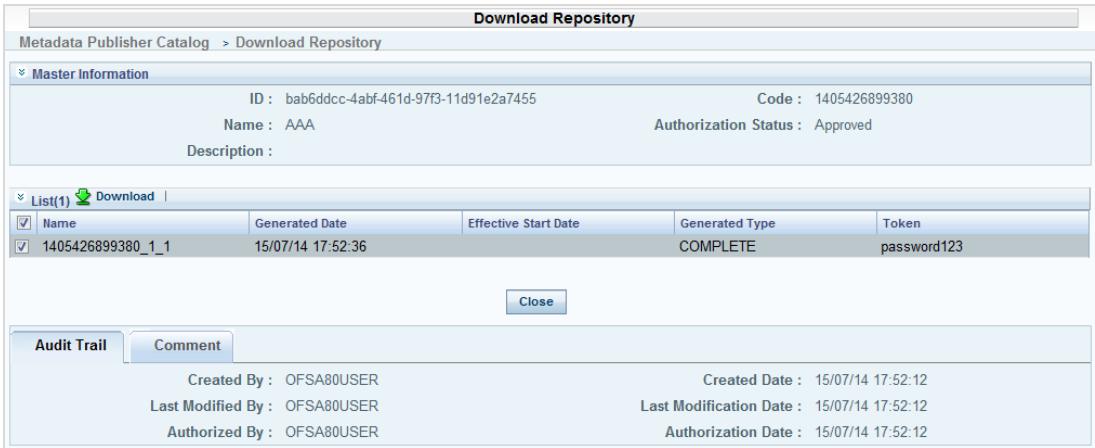 Download Repository
Metadata Publisher Catalog > Download Repository
Master Information
ID : bab6ddcc-4abf-461d-97f3-11d91e2a7455 Code : 1405426899380
Name : AAA Authorization Status : Approved
Description :
List(1) Download |
Name Generated Date Effective Start Date Generated Type Token
1405426899380_1_1 15/07/14 17:52:36 COMPLETE password123
Close
Audit Trail Comment
Created By : OFSA80USER Created Date : 15/07/14 17:52:12
Last Modified By : OFSA80USER Last Modification Date : 15/07/14 17:52:12
Authorized By : OFSA80USER Authorization Date : 15/07/14 17:52:12